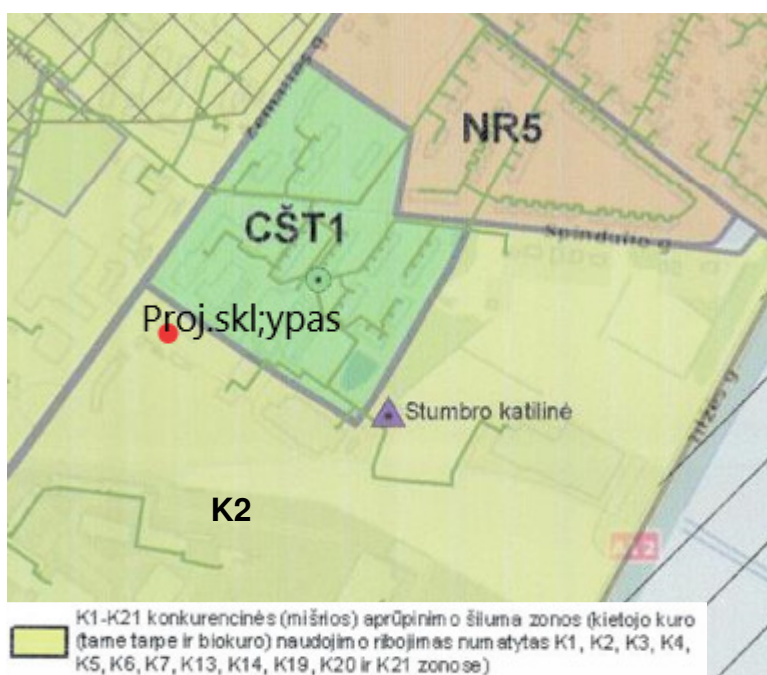 Žemaitės g.
NR5
CŠT1
Spindulio g.
Proj.skl;ypas
Stumbro katilinė
Tilžės g.
K2
K1-K21 konkurencinės (mišrios) aprūpinimo šiluma zonos (kietojo kuro
(tame tarpe ir biokuro) naudojimo ribojimas numatytas K1, K2, K3, K4,
K5, K6, K7, K13, K14, K19, K20 ir K21 zonose)